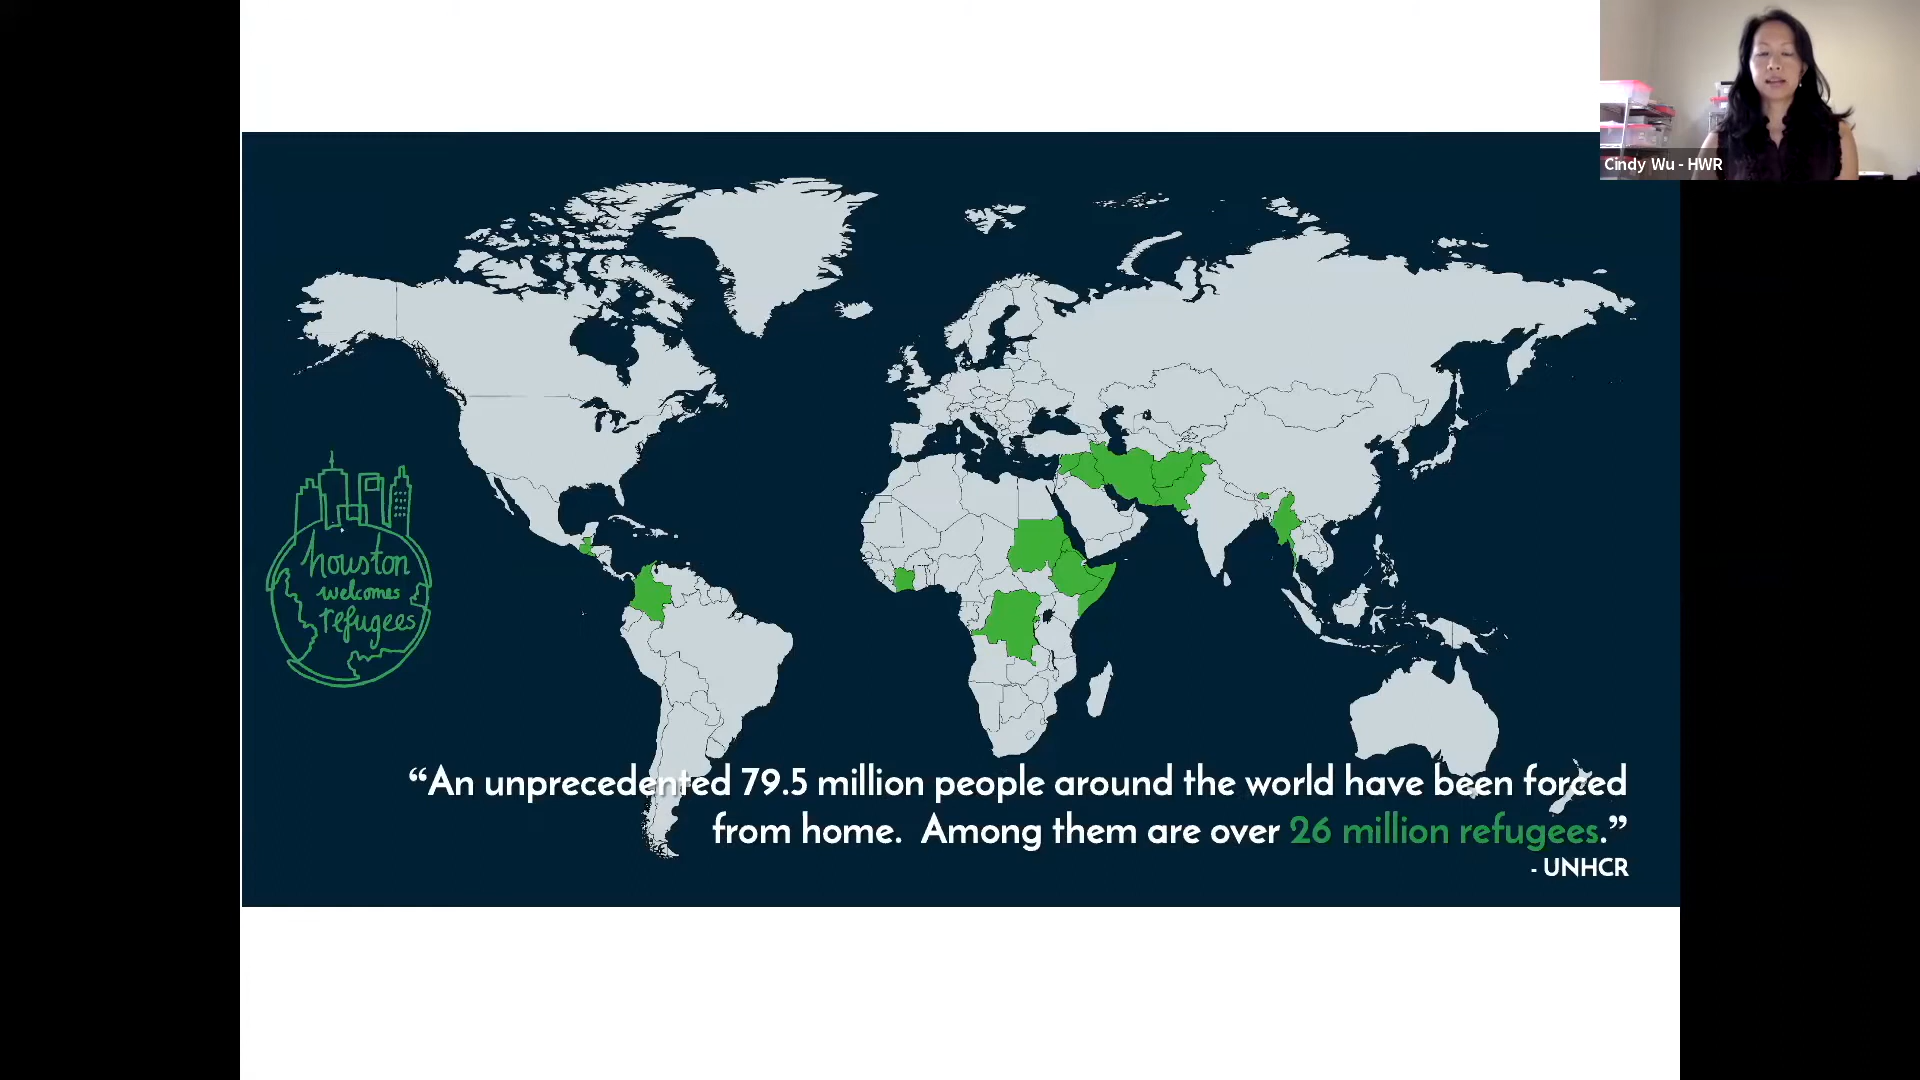 Cindy Wu - HWR
houston
welcomes
refugees
“An unprecedented 79.5 million people around the world have been forced
from home. Among them are over 26 million refugees.”
- UNHCR